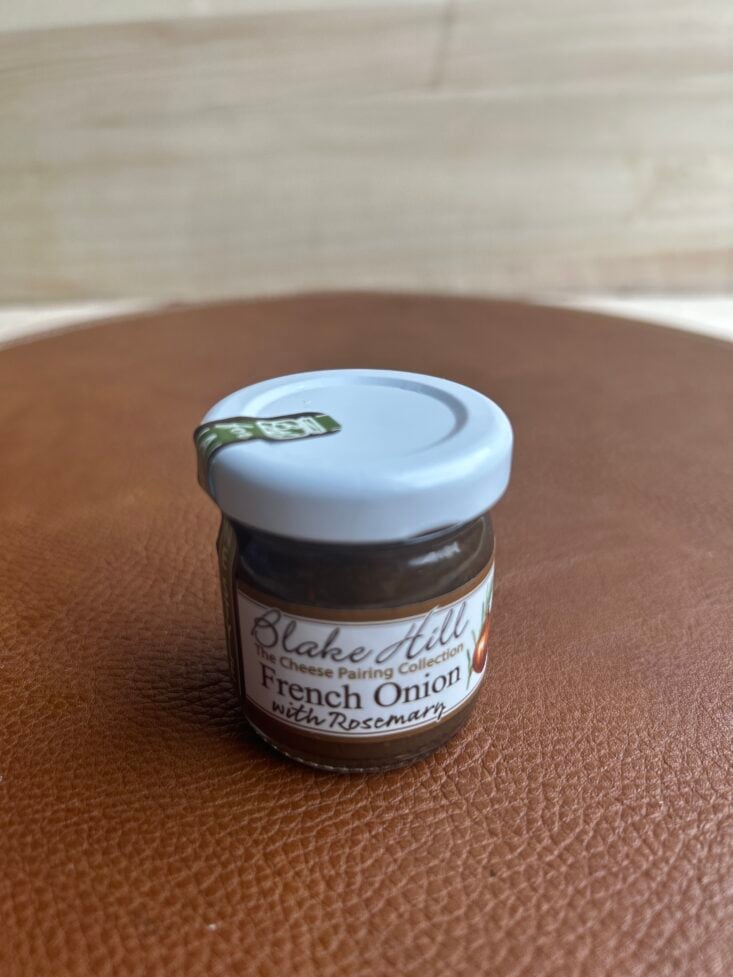 Blake Hill
The Cheese Pairing Collection
French Onion
with Rosemary